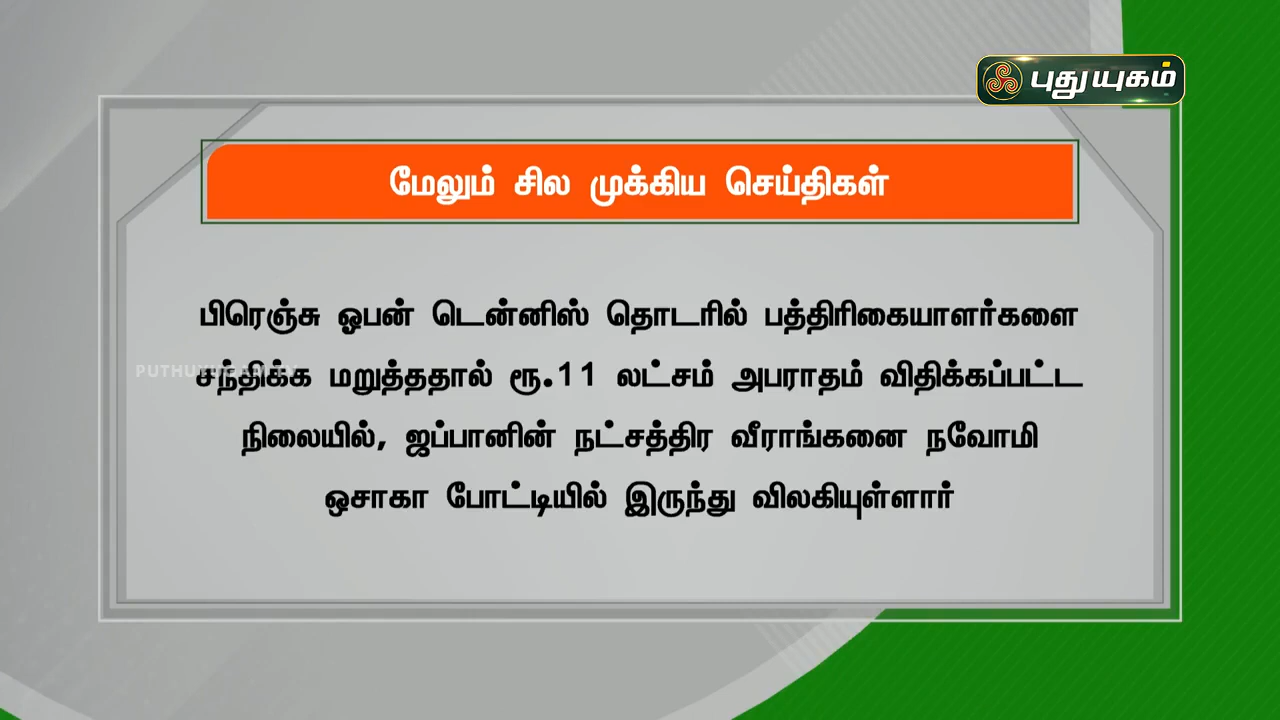 புதுயுகம்
மேலும் சில முக்கிய செய்திகள்
பிரெஞ்சு ஓபன் டென்னிஸ் தொடரில் பத்திரிகையாளர்களை
சந்திக்க மறுத்ததால் ரூ.11 லட்சம் அபராதம் விதிக்கப்பட்ட
நிலையில், ஜப்பானின் நட்சத்திர வீராங்கனை நவோமி
ஒசாகா போட்டியில் இருந்து விலகியுள்ளார்